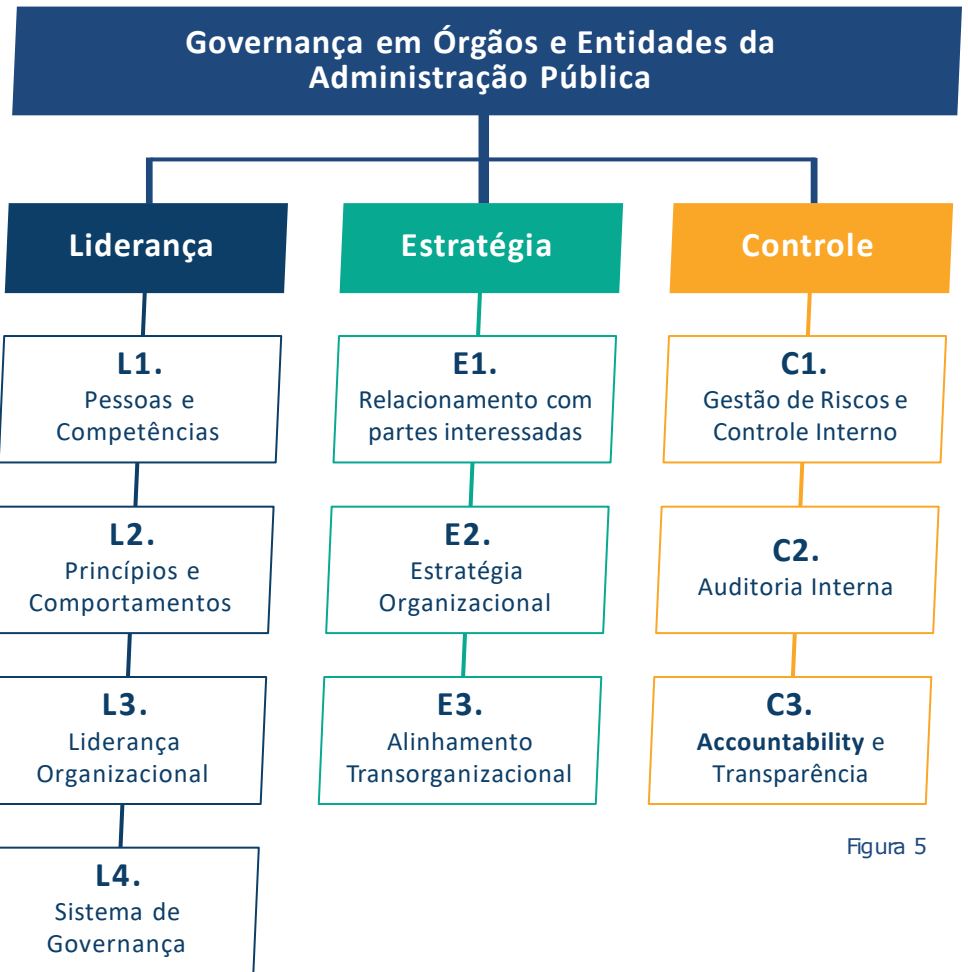 Governança em Órgãos e Entidades da
Administração Pública
Liderança
L1.
Pessoas e
Competências
L2.
Princípios e
Comportamentos
L3.
Liderança
Organizacional
L4.
Sistema de
Governança
Estratégia
E1.
Relacionamento com
partes interessadas
E2.
Estratégia
Organizacional
E3.
Alinhamento
Transorganizacional
Controle
C1.
Gestão de Riscos e
Controle Interno
C2.
Auditoria Interna
C3.
Accountability e
Transparência
Figura 5